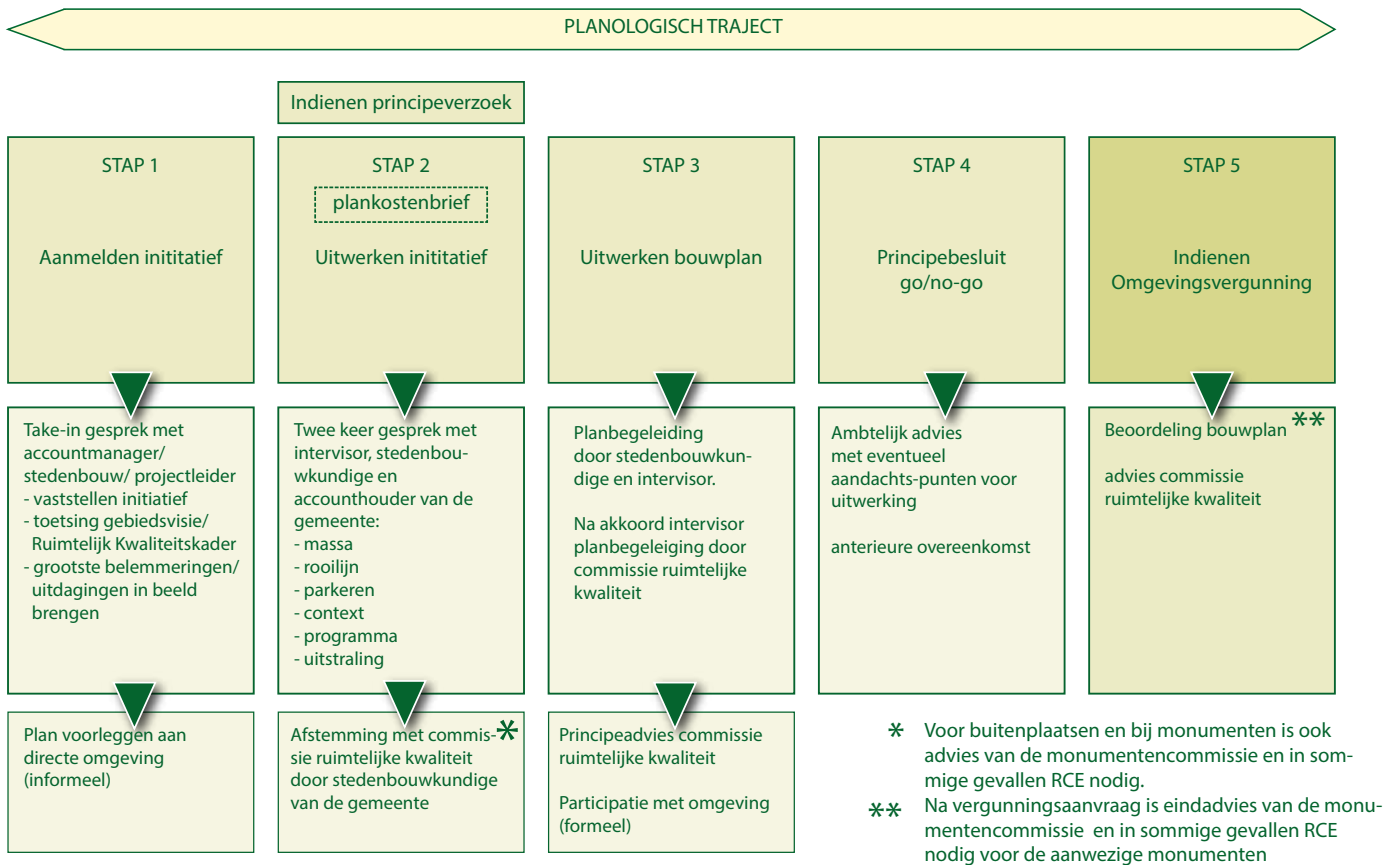 PLANOLOGISCH TRAJECT
Indienen principeverzoek
STAP 1
Aanmelden inititatief
Take-in gesprek met
accountmanager/
stedenbouw/ projectleider
- vaststellen initiatief
- toetsing gebiedsvisie/
Ruimtelijk Kwaliteitskader
- grootste belemmeringen/
uitdagingen in beeld
brengen
Plan voorleggen aan
directe omgeving
(informeel)
STAP 2
plankostenbrief
Uitwerken inititatief
Twee keer gesprek met
intervisor, stedenbou-
wkundige en
accounthouder van de
gemeente:
- massa
- rooilijn
- parkeren
- context
- programma
- uitstraling
Afstemming met commis- *
sie ruimtelijke kwaliteit
door stedenbouwkundige
van de gemeente
STAP 3
Uitwerken bouwplan
Planbegeleiding
door stedenbouwkun-
dige en intervisor.
Na akkoord intervisor
planbegeleiging door
commissie ruimtelijke
kwaliteit
Principeadvies commissie
ruimtelijke kwaliteit
Participatie met omgeving
(formeel)
STAP 4
Principebesluit
go/no-go
Ambtelijk advies
met eventueel
aandachts-punten voor
uitwerking
anterieure overeenkomst
STAP 5
Indienen
Omgevingsvergunning
Beoordeling bouwplan **
advies commissie
ruimtelijke kwaliteit
* Voor buitenplaatsen en bij monumenten is ook
advies van de monumentencommissie en in som-
mige gevallen RCE nodig.
** Na vergunningsaanvraag is eindadvies van de monu-
mentencommissie en in sommige gevallen RCE
nodig voor de aanwezige monumenten